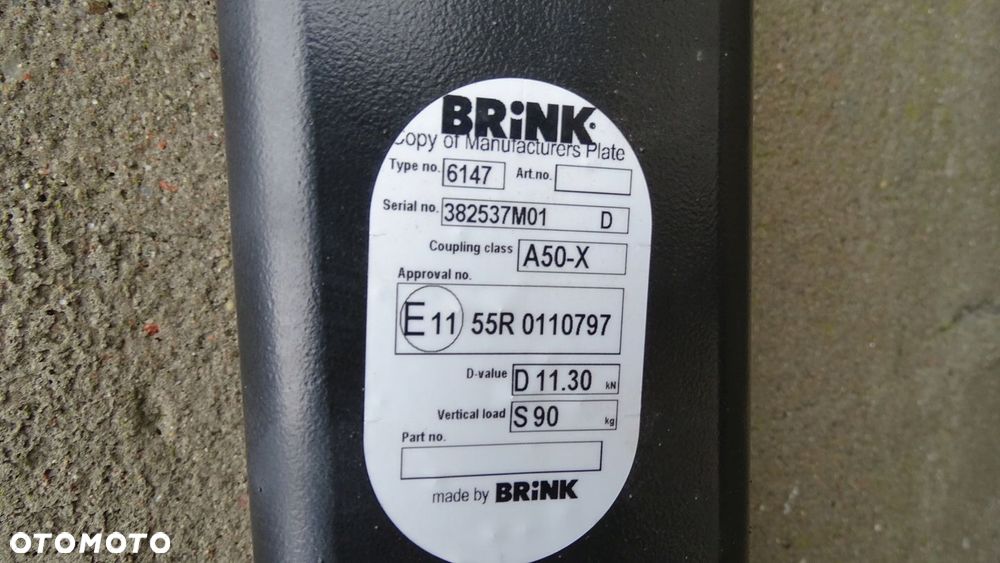 BRiNK
Copy of Manufacturers Plate
Type no. 6147 Art.no.
Serial no. 382537M01 D
Coupling class A50-X
Approval no.
E11 55R 0110797
D-value D 11.30 kN
Vertical load S 90 kg
Part no.
made by BRiNK
OTOMOTO